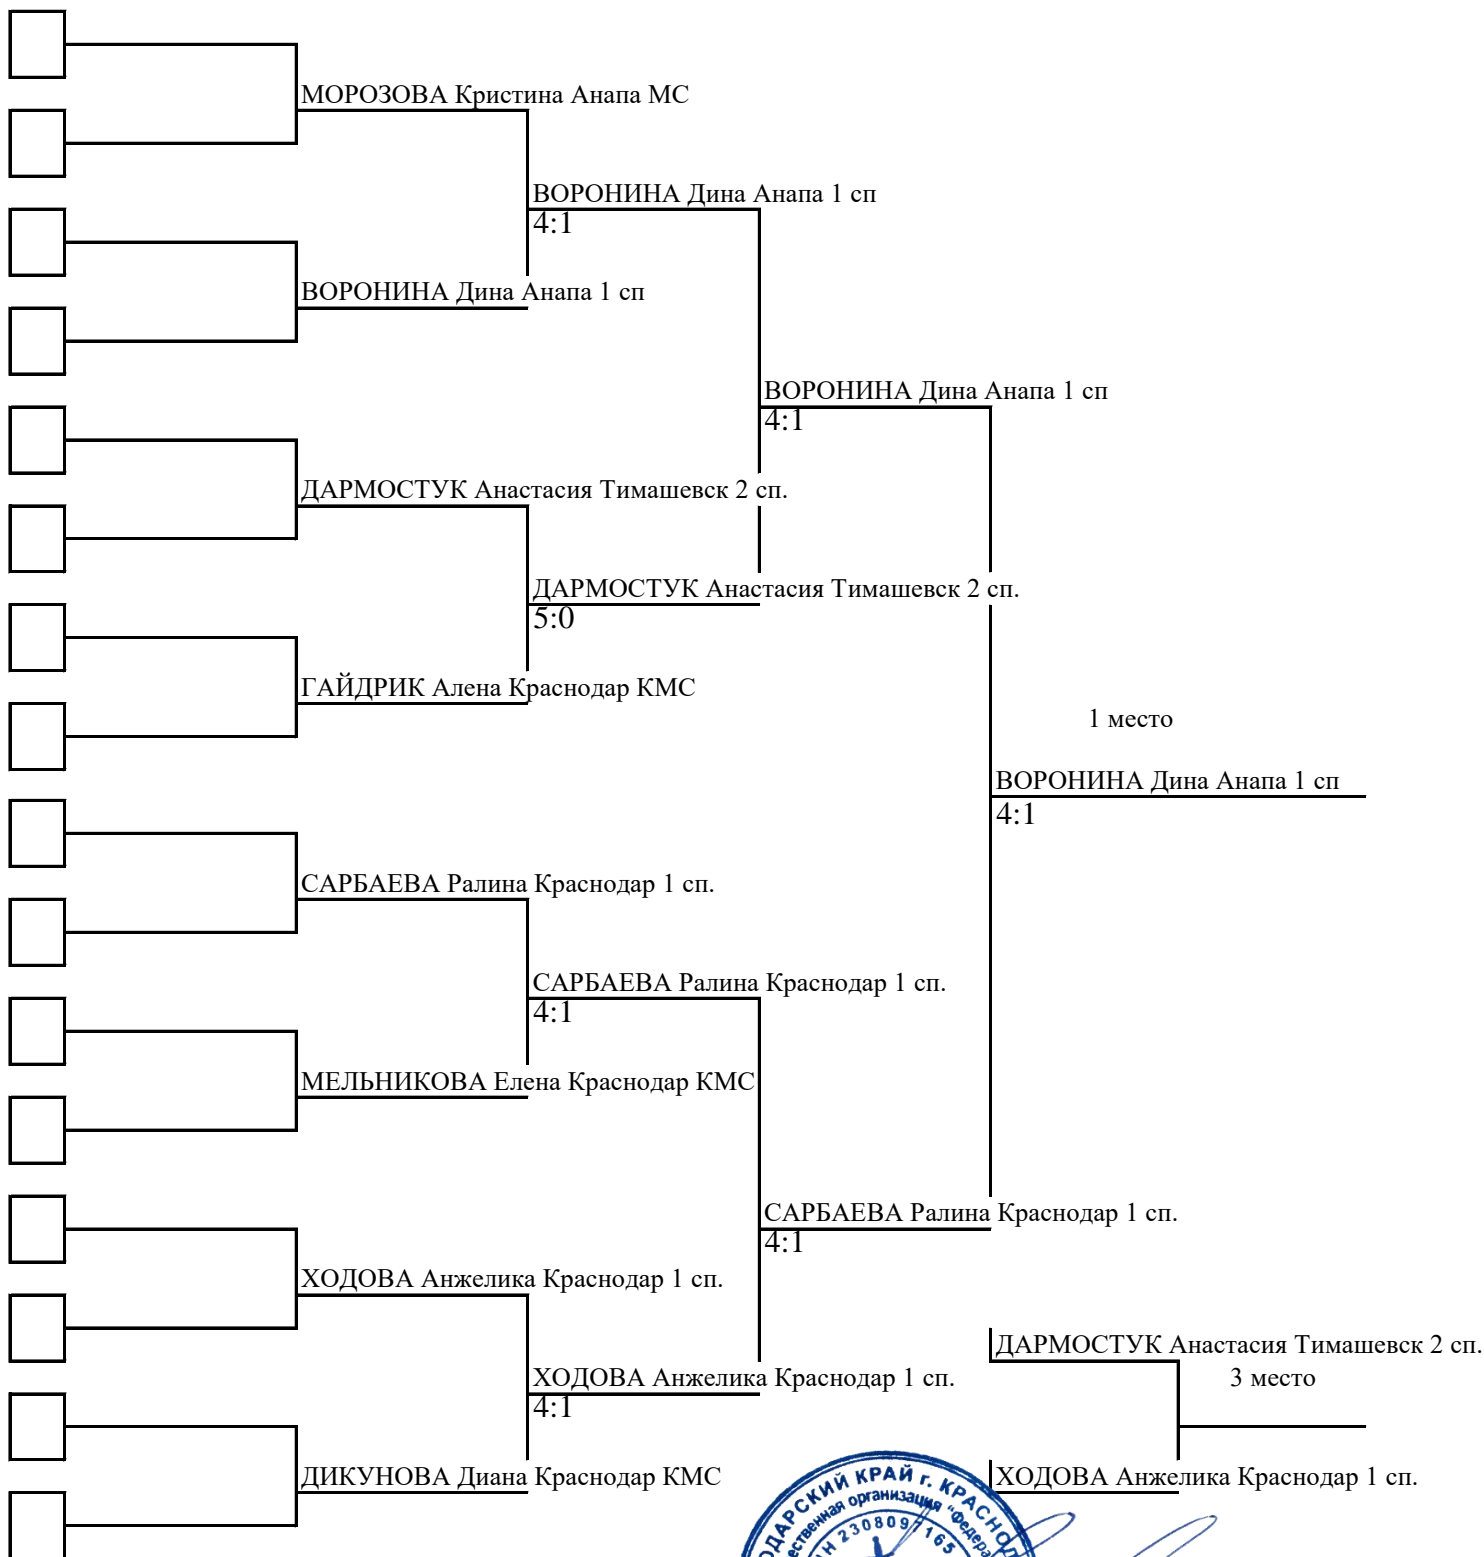 МОРОЗОВА Кристина Анапа МС
ВОРОНИНА Дина Анапа 1 сп
4:1
ВОРОНИНА Дина Анапа 1 сп
ВОРОНИНА Дина Анапа 1 сп
4:1
ДАРМОСТУК Анастасия Тимашевск 2 сп.
ДАРМОСТУК Анастасия Тимашевск 2 сп.
5:0
ГАЙДРИК Алена Краснодар КМС
1 место
ВОРОНИНА Дина Анапа 1 сп
4:1
САРБАЕВА Ралина Краснодар 1 сп.
САРБАЕВА Ралина Краснодар 1 сп.
4:1
МЕЛЬНИКОВА Елена Краснодар КМС
САРБАЕВА Ралина Краснодар 1 сп.
4:1
ХОДОВА Анжелика Краснодар 1 сп.
ДАРМОСТУК Анастасия Тимашевск 2 сп.
3 место
ХОДОВА Анжелика Краснодар 1 сп.
4:1
ДИКУНОВА Диана Краснодар КМС
ХОДОВА Анжелика Краснодар 1 сп.
КРАЙ г.
организация
2308097165